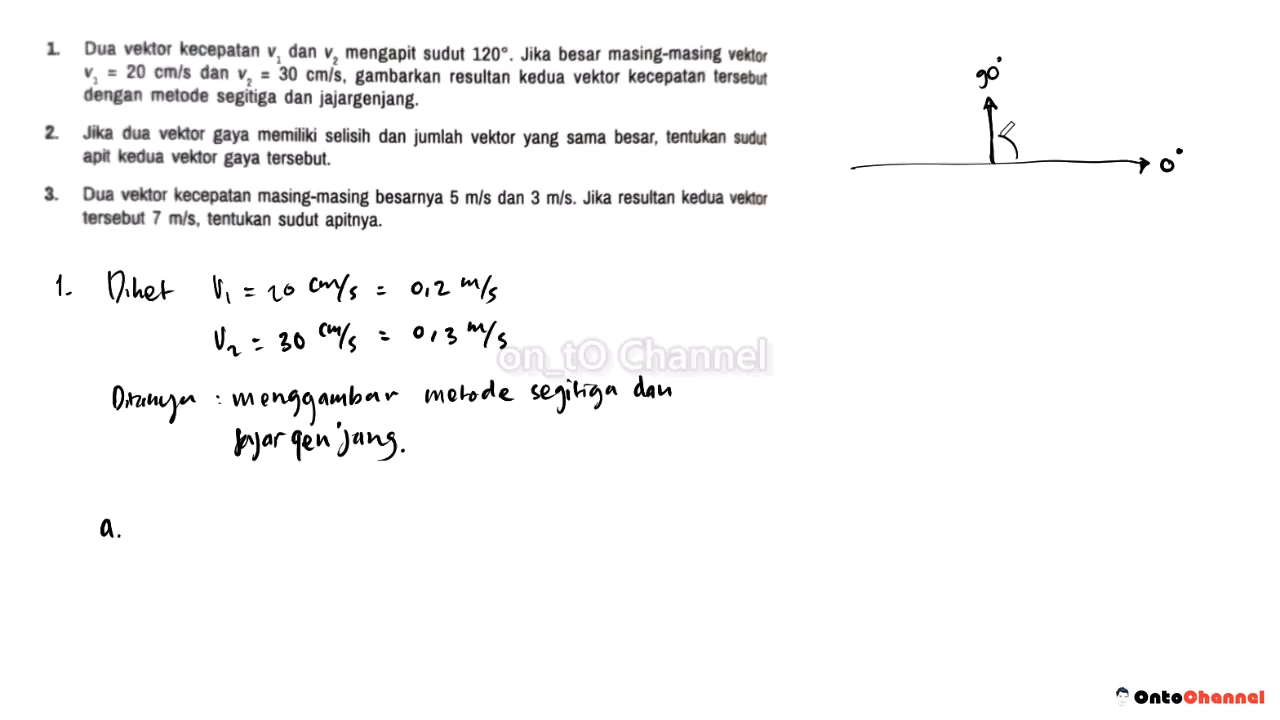 1. Dua vektor kecepatan v₁ dan v₂ mengapit sudut 120°. Jika besar masing-masing vektor
v₁ = 20 cm/s dan v₂ = 30 cm/s, gambarkan resultan kedua vektor kecepatan tersebut
dengan metode segitiga dan jajargenjang.
2. Jika dua vektor gaya memiliki selisih dan jumlah vektor yang sama besar, tentukan sudut
apit kedua vektor gaya tersebut.
3. Dua vektor kecepatan masing-masing besarnya 5 m/s dan 3 m/s. Jika resultan kedua vektor
tersebut 7 m/s, tentukan sudut apitnya.
90°
0°
1. Diket V₁ = 20 cm/s = 0,2 m/s
V₂ = 30 cm/s = 0,3 m/s
on_tO Channel
Ditanya : menggambar metode segitiga dan
jajar genjang.
a.
OntoChannel